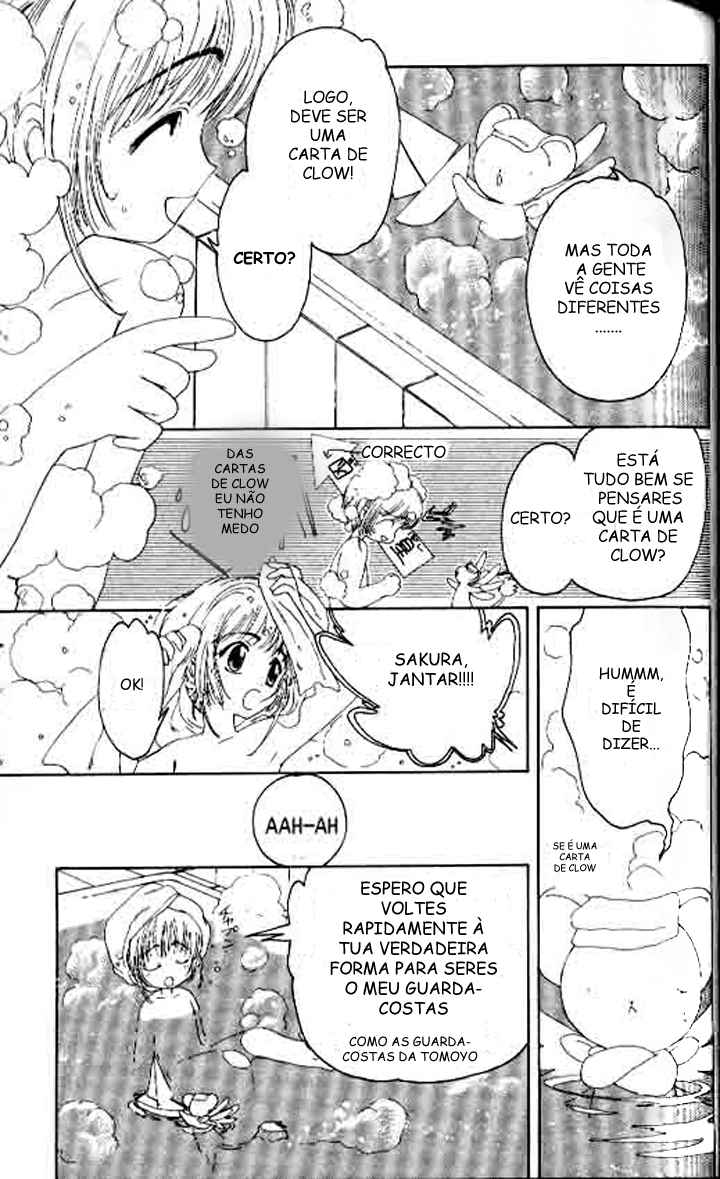 MAS TODA
A GENTE
VÊ COISAS
DIFERENTES
.......
LOGO,
DEVE SER
UMA
CARTA DE
CLOW!
CERTO?
ESTÁ
TUDO BEM SE
PENSARES
QUE É UMA
CARTA DE
CLOW?
CERTO?
CORRECTO
DAS
CARTAS
DE CLOW
EU NÃO
TENHO
MEDO
HUMMM,
É
DIFÍCIL
DE
DIZER...
SE É UMA
CARTA
DE CLOW
SAKURA,
JANTAR!!!!
OK!
AAH-AH
ESPERO QUE
VOLTES
RAPIDAMENTE À
TUA VERDADEIRA
FORMA PARA SERES
O MEU GUARDA-
COSTAS
COMO AS GUARDA-
COSTAS DA TOMOYO